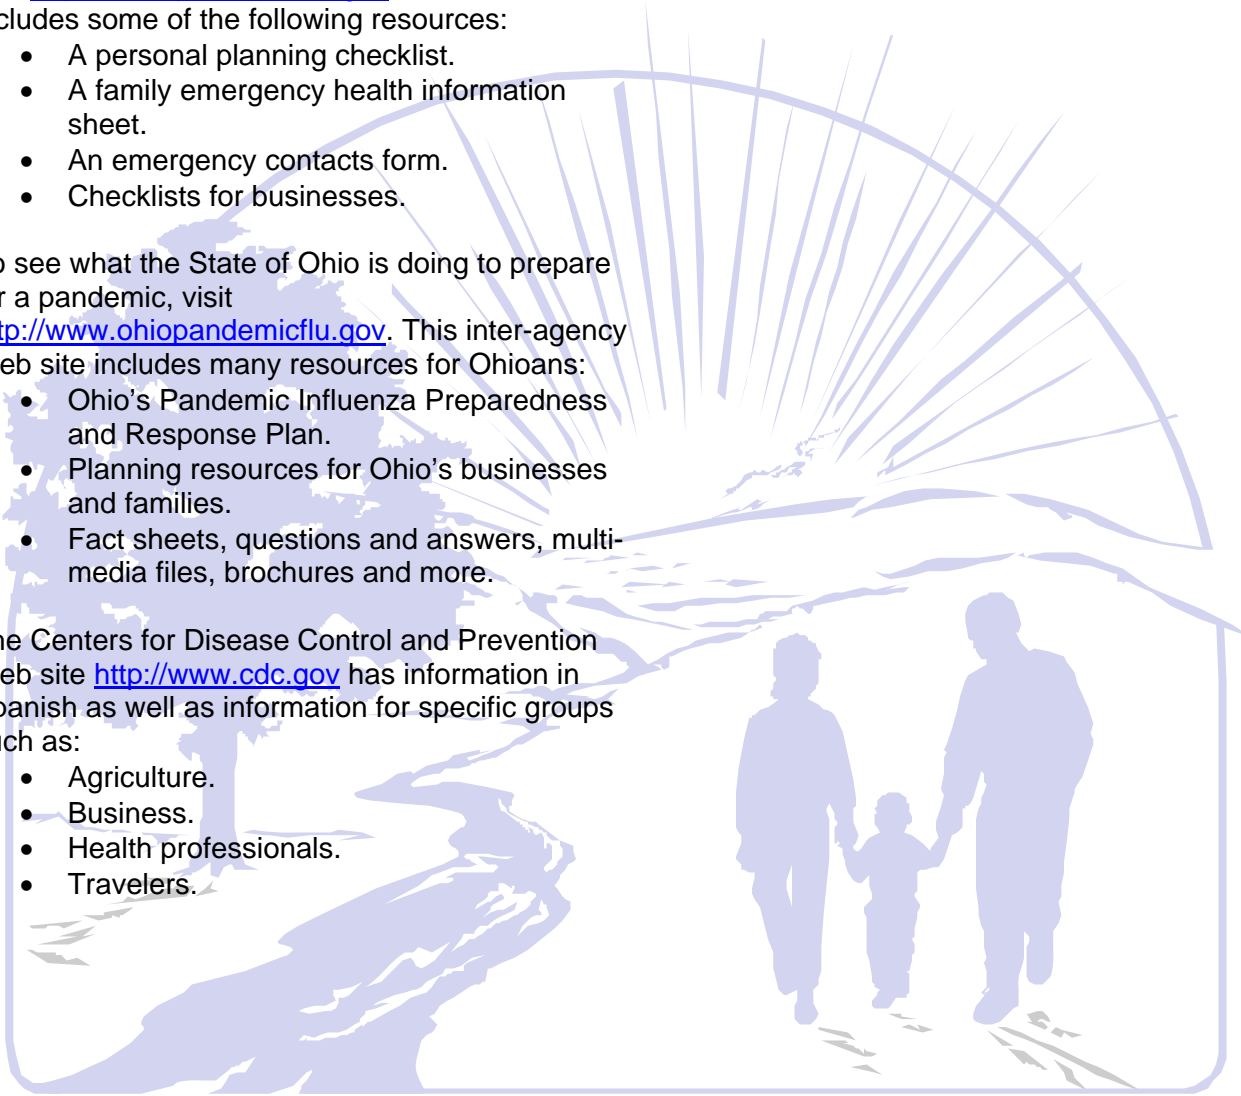 cludes some of the following resources:
• A personal planning checklist.
• A family emergency health information
sheet.
• An emergency contacts form.
• Checklists for businesses.
o see what the State of Ohio is doing to prepare
r a pandemic, visit
tp://www.ohiopandemicflu.gov. This inter-agency
eb site includes many resources for Ohioans:
• Ohio’s Pandemic Influenza Preparedness
and Response Plan.
• Planning resources for Ohio’s businesses
and families.
• Fact sheets, questions and answers, multi-
media files, brochures and more.
he Centers for Disease Control and Prevention
eb site http://www.cdc.gov has information in
panish as well as information for specific groups
uch as:
• Agriculture.
• Business.
• Health professionals.
• Travelers.